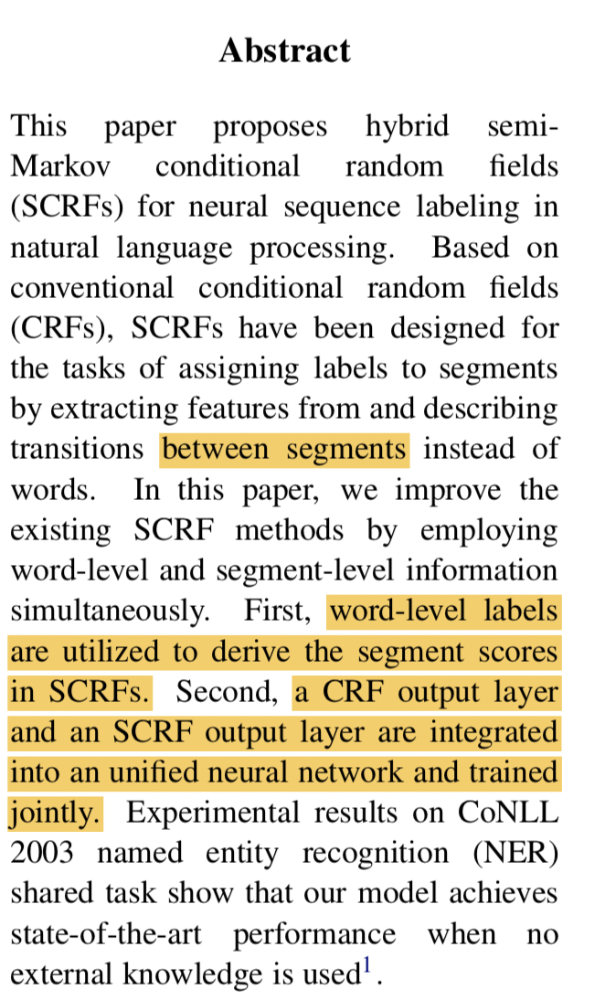 Abstract
This paper proposes hybrid semi-
Markov conditional random fields
(SCRFs) for neural sequence labeling in
natural language processing. Based on
conventional conditional random fields
(CRFs), SCRFs have been designed for
the tasks of assigning labels to segments
by extracting features from and describing
transitions between segments instead of
words. In this paper, we improve the
existing SCRF methods by employing
word-level and segment-level information
simultaneously. First, word-level labels
are utilized to derive the segment scores
in SCRFs. Second, a CRF output layer
and an SCRF output layer are integrated
into an unified neural network and trained
jointly. Experimental results on CoNLL
2003 named entity recognition (NER)
shared task show that our model achieves
state-of-the-art performance when no
external knowledge is used1.